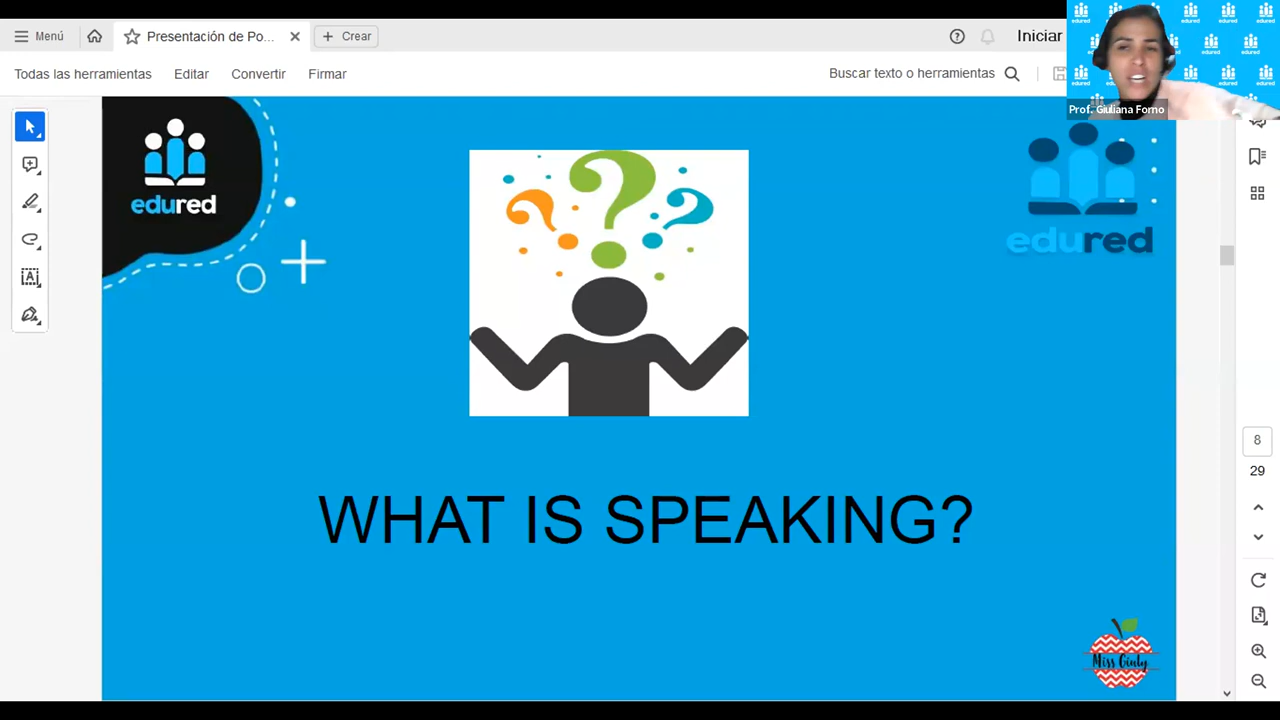 Menú
Presentación de Po...
Crear
Iniciar
Todas las herramientas
Editar
Convertir
Firmar
Buscar texto o herramientas
Prof. Giuliana Forno
edured
edured
WHAT IS SPEAKING?
Miss Giuly
8
29